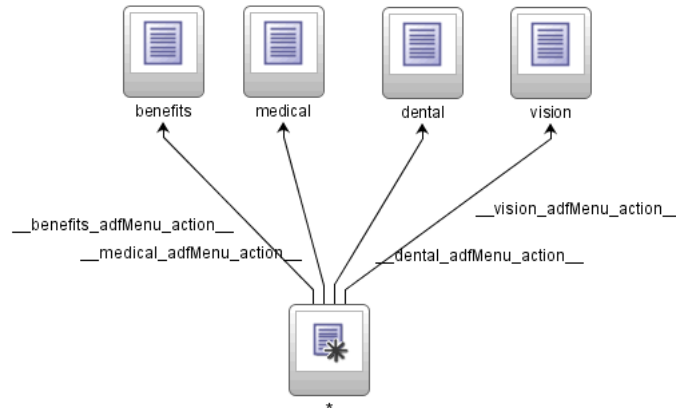 benefits
medical
dental
vision
__benefits_adfMenu_action__
__vision_adfMenu_action__
__medical_adfMenu_action__
__dental_adfMenu_action__
*